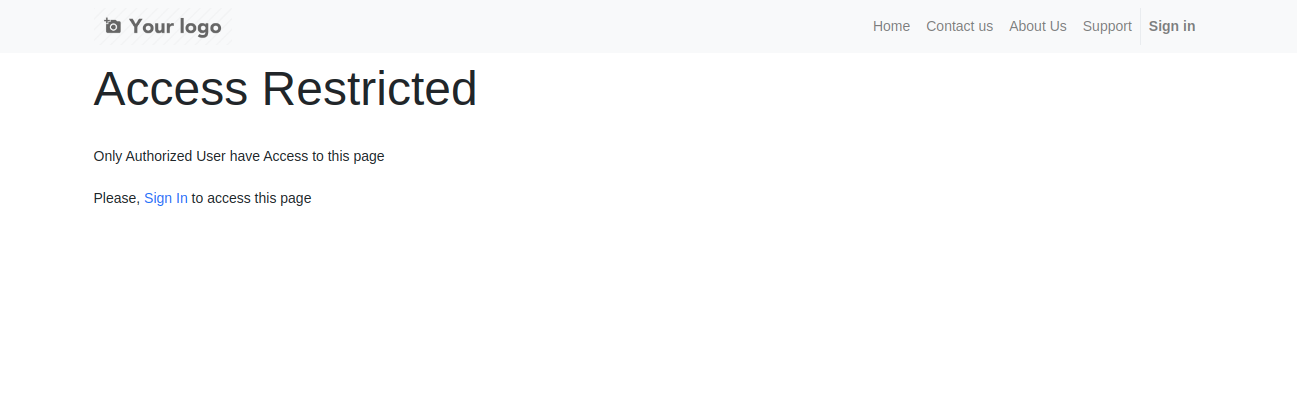 Your logo
Home Contact us About Us Support Sign in
Access Restricted
Only Authorized User have Access to this page
Please, Sign In to access this page